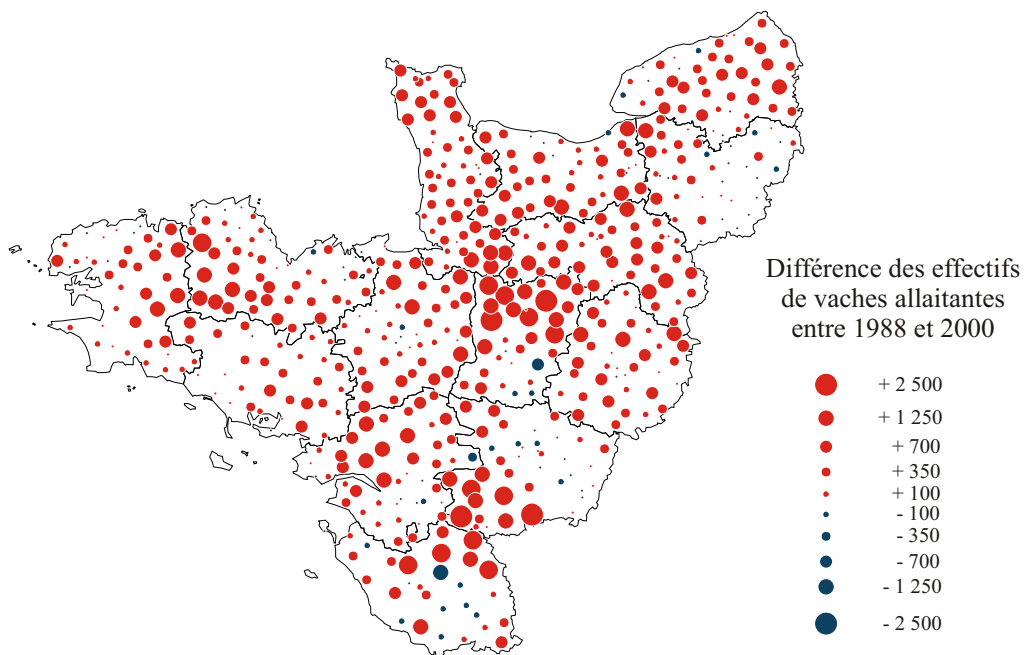 Différence des effectifs
de vaches allaitantes
entre 1988 et 2000
+ 2 500
+ 1 250
+ 700
+ 350
+ 100
- 100
- 350
- 700
- 1 250
- 2 500